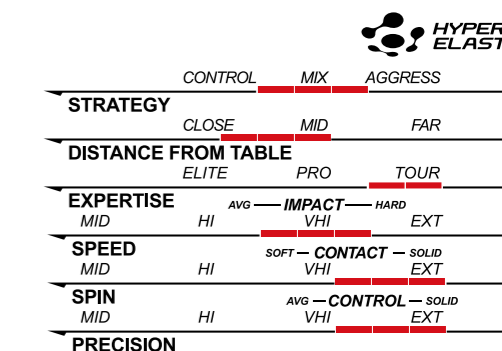 HYPER
ELAST
CONTROL MIX AGGRESS
STRATEGY
CLOSE MID FAR
DISTANCE FROM TABLE
ELITE PRO TOUR
EXPERTISE AVG IMPACT HARD
MID HI VHI EXT
SPEED SOFT CONTACT SOLID
MID HI VHI EXT
SPIN AVG CONTROL SOLID
MID HI VHI EXT
PRECISION